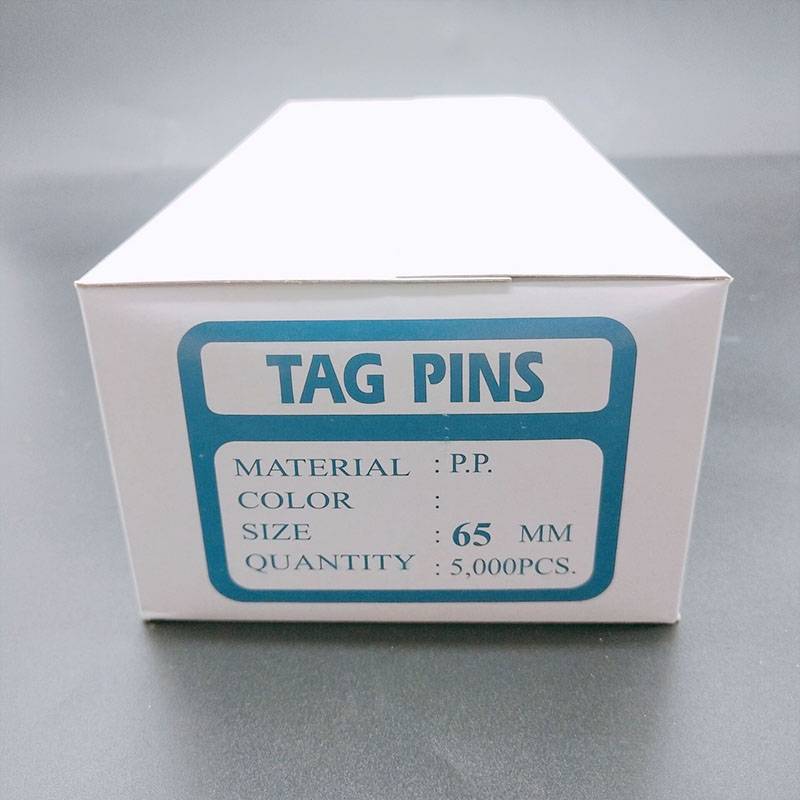 TAG PINS
MATERIAL : P.P.
COLOR :
SIZE : 65 MM
QUANTITY : 5,000PCS.